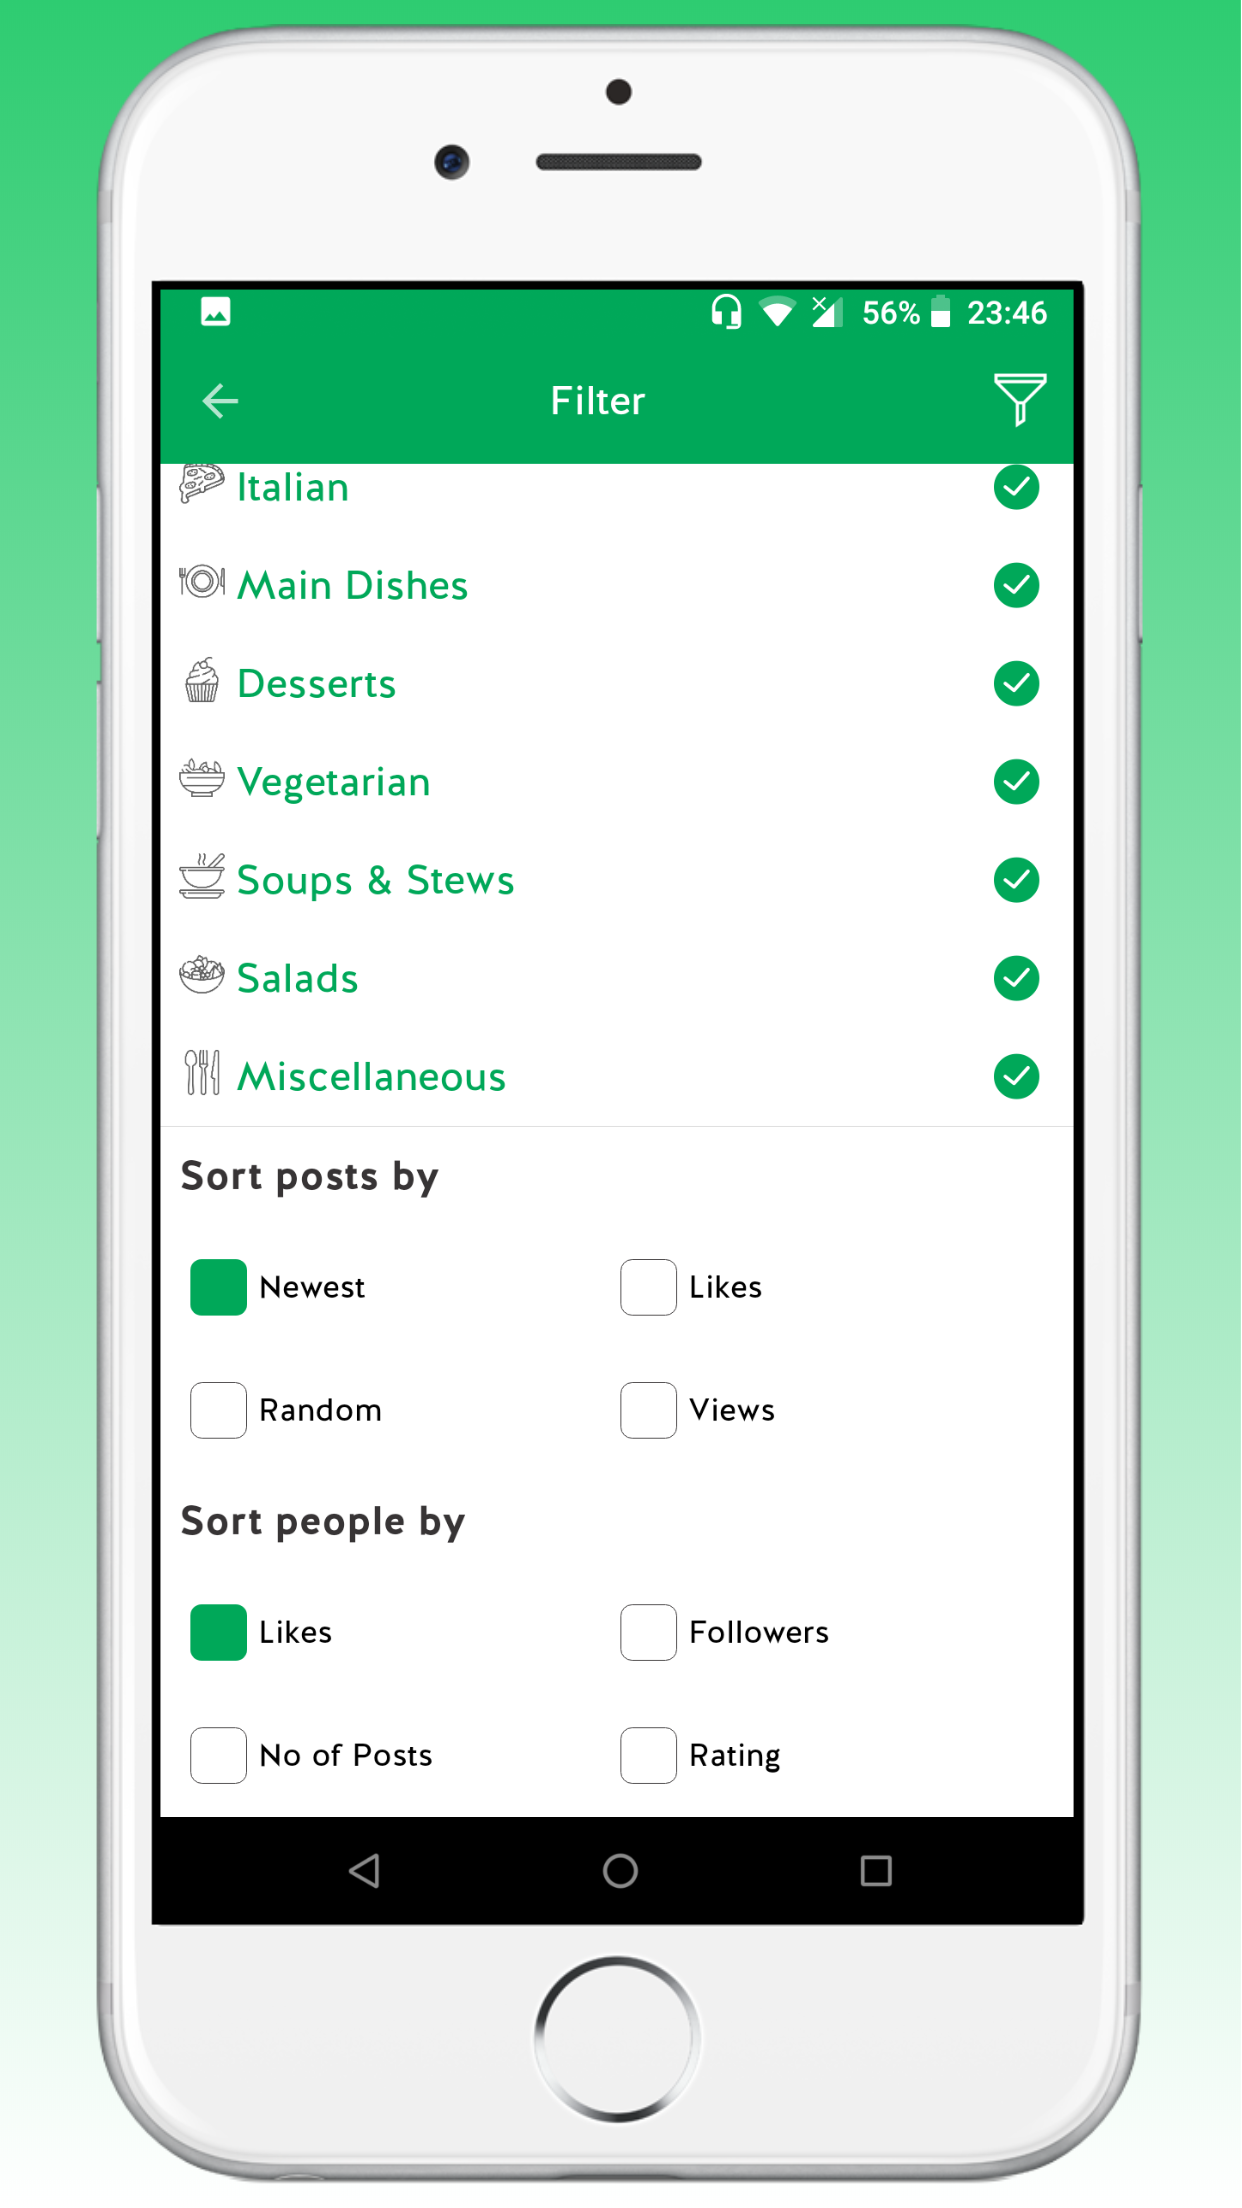 56% 23:46
Filter
Italian
Main Dishes
Desserts
Vegetarian
Soups & Stews
Salads
Miscellaneous
Sort posts by
Newest Likes
Random Views
Sort people by
Likes Followers
No of Posts Rating